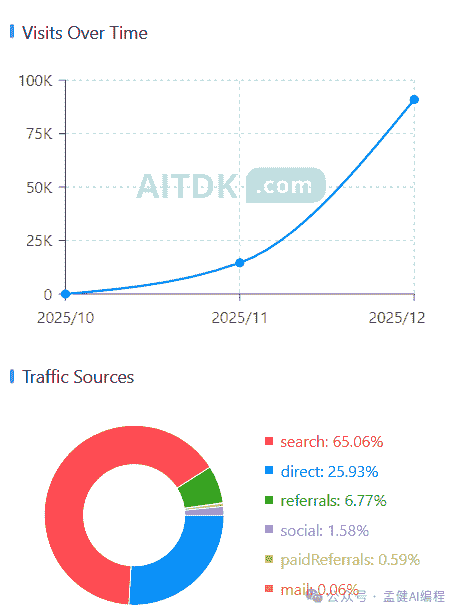 Visits Over Time
100K
75K
AITDK .com
50K
25K
0
2025/10 2025/11 2025/12
Traffic Sources
search: 65.06%
direct: 25.93%
referrals: 6.77%
social: 1.58%
paidReferrals: 0.59%
mail: 0.06%
公众号 · 孟健AI编程